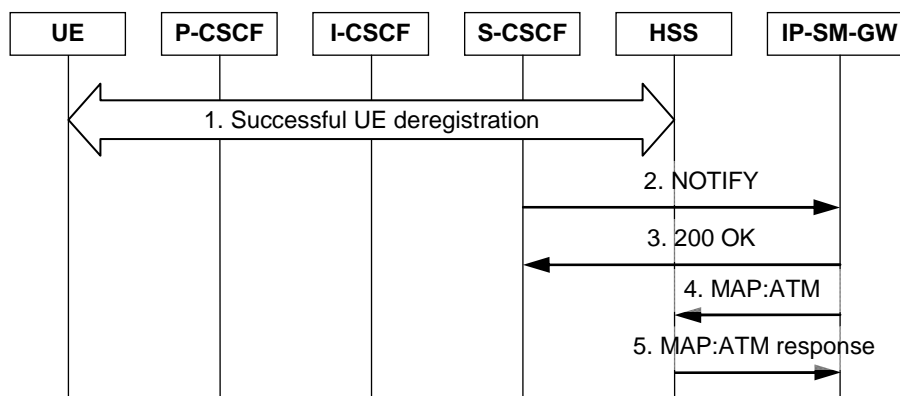 UE P-CSCF I-CSCF S-CSCF HSS IP-SM-GW
1. Successful UE deregistration
2. NOTIFY
3. 200 OK
4. MAP:ATM
5. MAP:ATM response